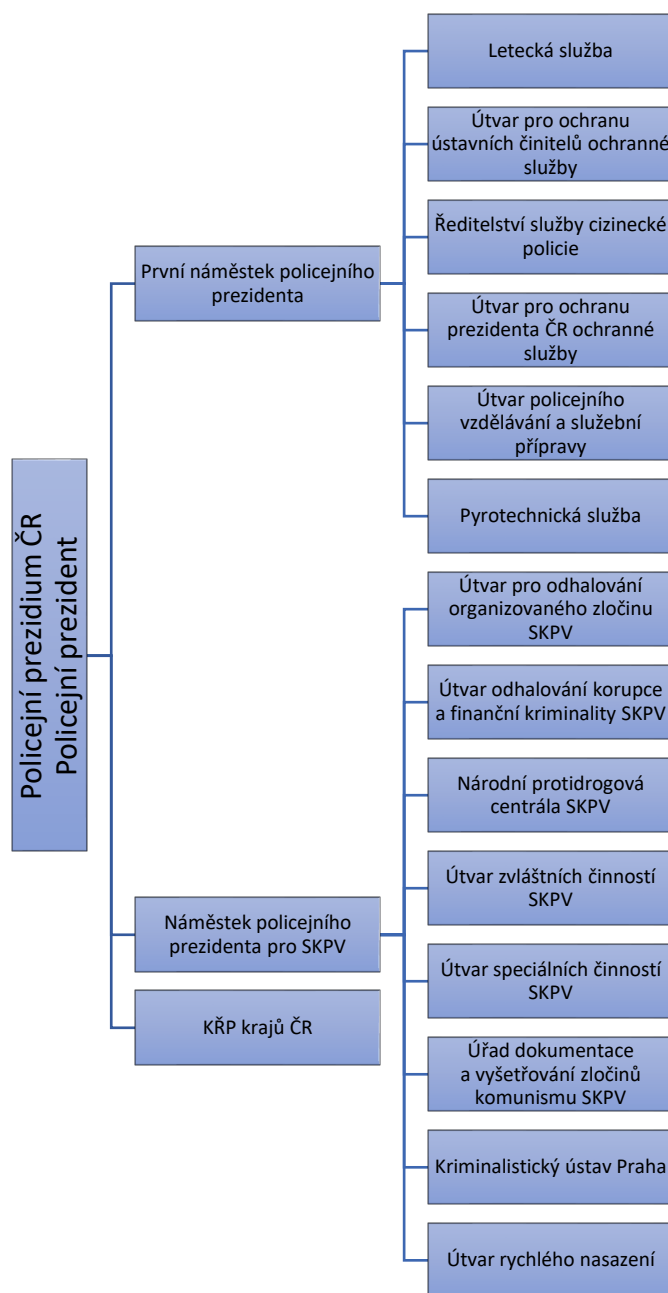 Policejní prezidium ČR
Policejní prezident
První náměstek policejního
prezidenta
Letecká služba
Útvar pro ochranu
ústavních činitelů ochranné
služby
Ředitelství služby cizinecké
policie
Útvar pro ochranu
prezidenta ČR ochranné
služby
Útvar policejního
vzdělávání a služební
přípravy
Pyrotechnická služba
Náměstek policejního
prezidenta pro SKPV
Útvar pro odhalování
organizovaného zločinu
SKPV
Útvar odhalování korupce
a finanční kriminality SKPV
Národní protidrogová
centrála SKPV
Útvar zvláštních činností
SKPV
Útvar speciálních činností
SKPV
Úřad dokumentace
a vyšetřování zločinů
komunismu SKPV
Kriminalistický ústav Praha
Útvar rychlého nasazení
KŘP krajů ČR